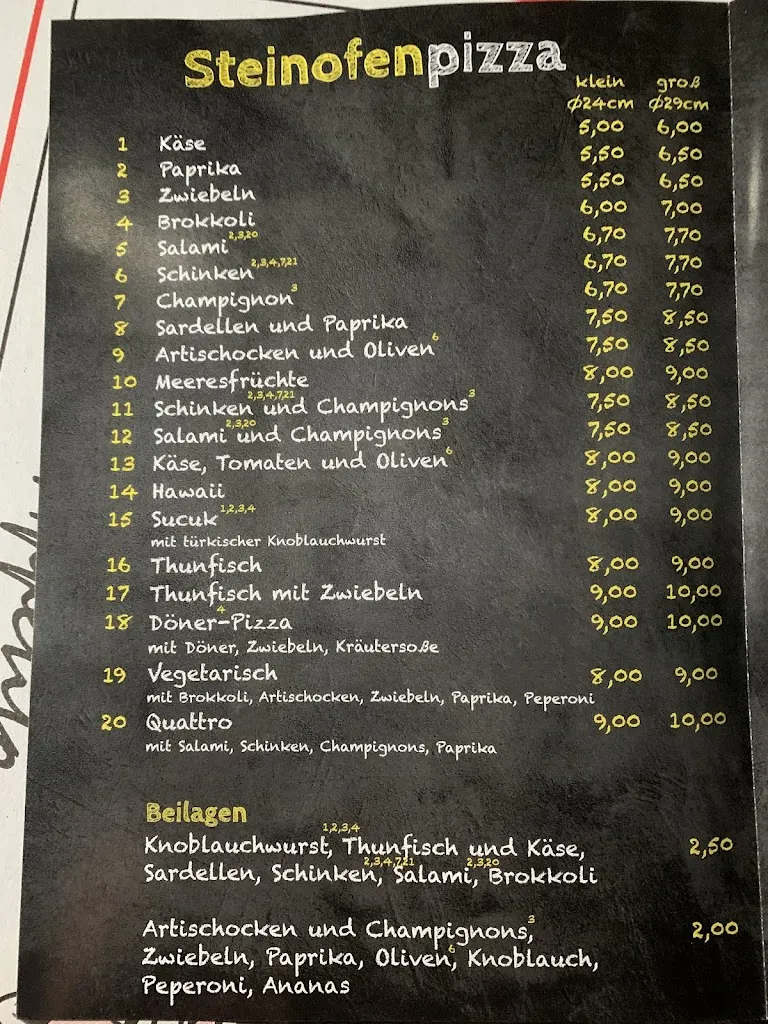 Steinofenpizza
klein groß
Ø24cm Ø29cm
1 Käse 5,00 6,00
2 Paprika 5,50 6,50
3 Zwiebeln 5,50 6,50
4 Brokkoli 6,00 7,00
5 Salami 2,3,20 6,70 7,70
6 Schinken 2,3,4,7,21 6,70 7,70
7 Champignon 3 6,70 7,70
8 Sardellen und Paprika 7,50 8,50
9 Artischocken und Oliven 6 7,50 8,50
10 Meeresfrüchte 8,00 9,00
11 Schinken 2,3,4,7,21 und Champignons 3 7,50 8,50
12 Salami 2,3,20 und Champignons 3 7,50 8,50
13 Käse, Tomaten und Oliven 6 8,00 9,00
14 Hawaii 8,00 9,00
15 Sucuk 1,2,3,4 8,00 9,00
mit türkischer Knoblauchwurst
16 Thunfisch 8,00 9,00
17 Thunfisch mit Zwiebeln 9,00 10,00
18 Döner 4-Pizza 9,00 10,00
mit Döner, Zwiebeln, Kräutersoße
19 Vegetarisch 8,00 9,00
mit Brokkoli, Artischocken, Zwiebeln, Paprika, Peperoni
20 Quattro 9,00 10,00
mit Salami, Schinken, Champignons, Paprika
Beilagen
Knoblauchwurst 1,2,3,4, Thunfisch und Käse, 2,50
Sardellen, Schinken 2,3,4,7,21, Salami 2,3,20, Brokkoli
Artischocken und Champignons 3, 2,00
Zwiebeln, Paprika, Oliven 6, Knoblauch,
Peperoni, Ananas